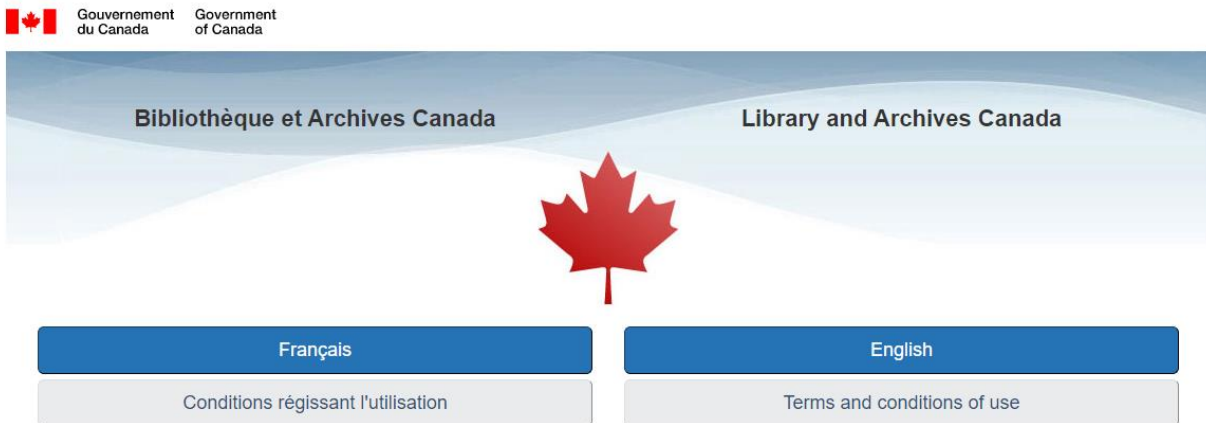 Gouvernement
du Canada
Government
of Canada
Bibliothèque et Archives Canada
Library and Archives Canada
Français
English
Conditions régissant l'utilisation
Terms and conditions of use